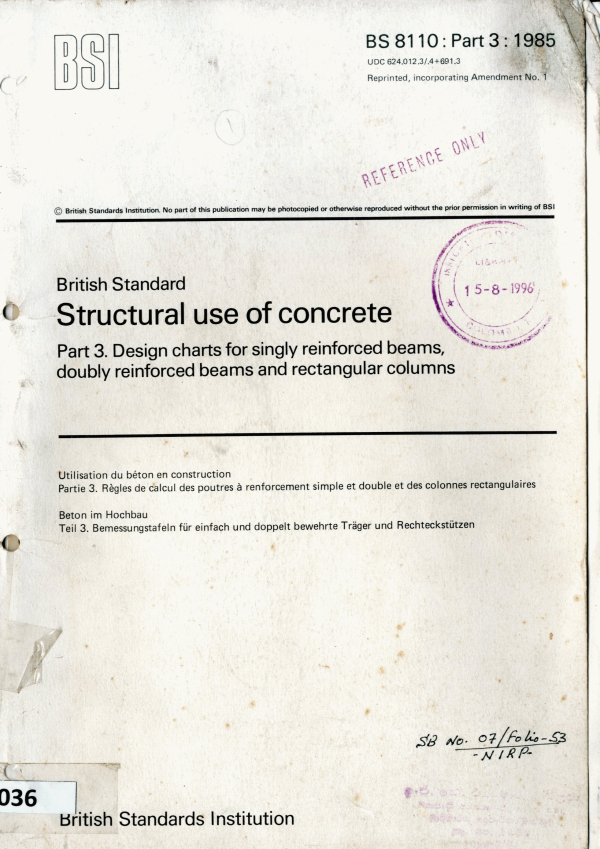 BSI
BS 8110 : Part 3 : 1985
UDC 624.012.3/.4+691.3
Reprinted, incorporating Amendment No. 1
1
REFERENCE ONLY
© British Standards Institution. No part of this publication may be photocopied or otherwise reproduced without the prior permission in writing of BSI
LIBRARY
15-8-1996
British Standard
Structural use of concrete
Part 3. Design charts for singly reinforced beams,
doubly reinforced beams and rectangular columns
Utilisation du béton en construction
Partie 3. Règles de calcul des poutres à renforcement simple et double et des colonnes rectangulaires
Beton im Hochbau
Teil 3. Bemessungstafeln für einfach und doppelt bewehrte Träger und Rechteckstützen
SB No. 07/Folio-53
-NIRP-
036
British Standards Institution